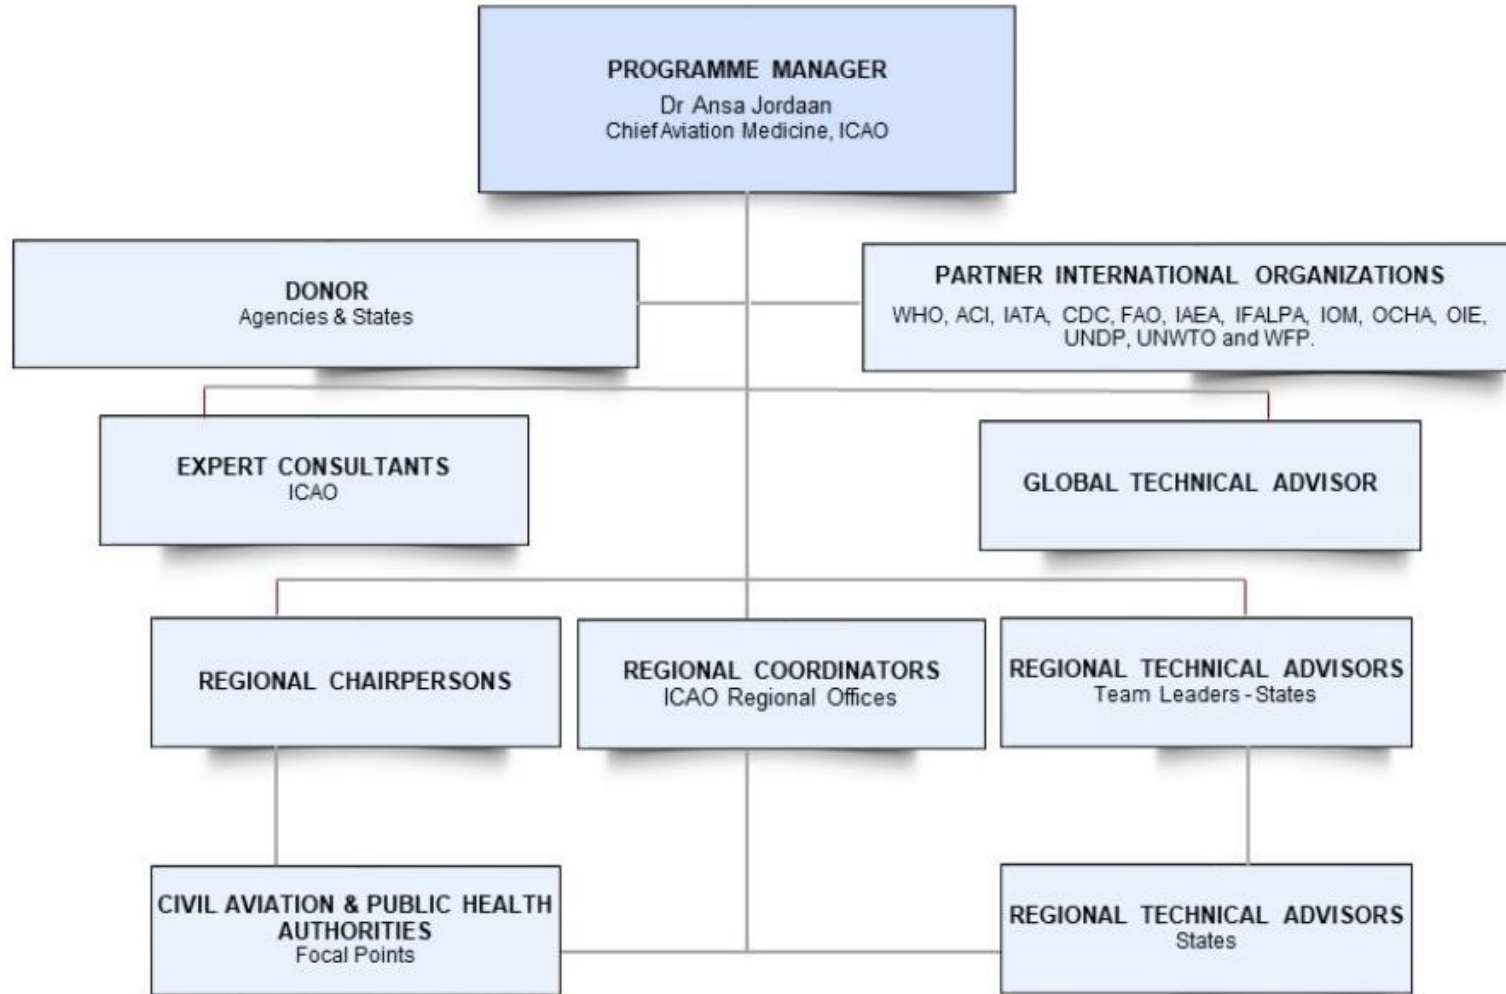 PROGRAMME MANAGER
Dr Ansa Jordaan
Chief Aviation Medicine, ICAO
DONOR
Agencies & States
PARTNER INTERNATIONAL ORGANIZATIONS
WHO, ACI, IATA, CDC, FAO, IAEA, IFALPA, IOM, OCHA, OIE,
UNDP, UNWTO and WFP.
EXPERT CONSULTANTS
ICAO
GLOBAL TECHNICAL ADVISOR
REGIONAL CHAIRPERSONS
REGIONAL COORDINATORS
ICAO Regional Offices
REGIONAL TECHNICAL ADVISORS
Team Leaders - States
CIVIL AVIATION & PUBLIC HEALTH
AUTHORITIES
Focal Points
REGIONAL TECHNICAL ADVISORS
States